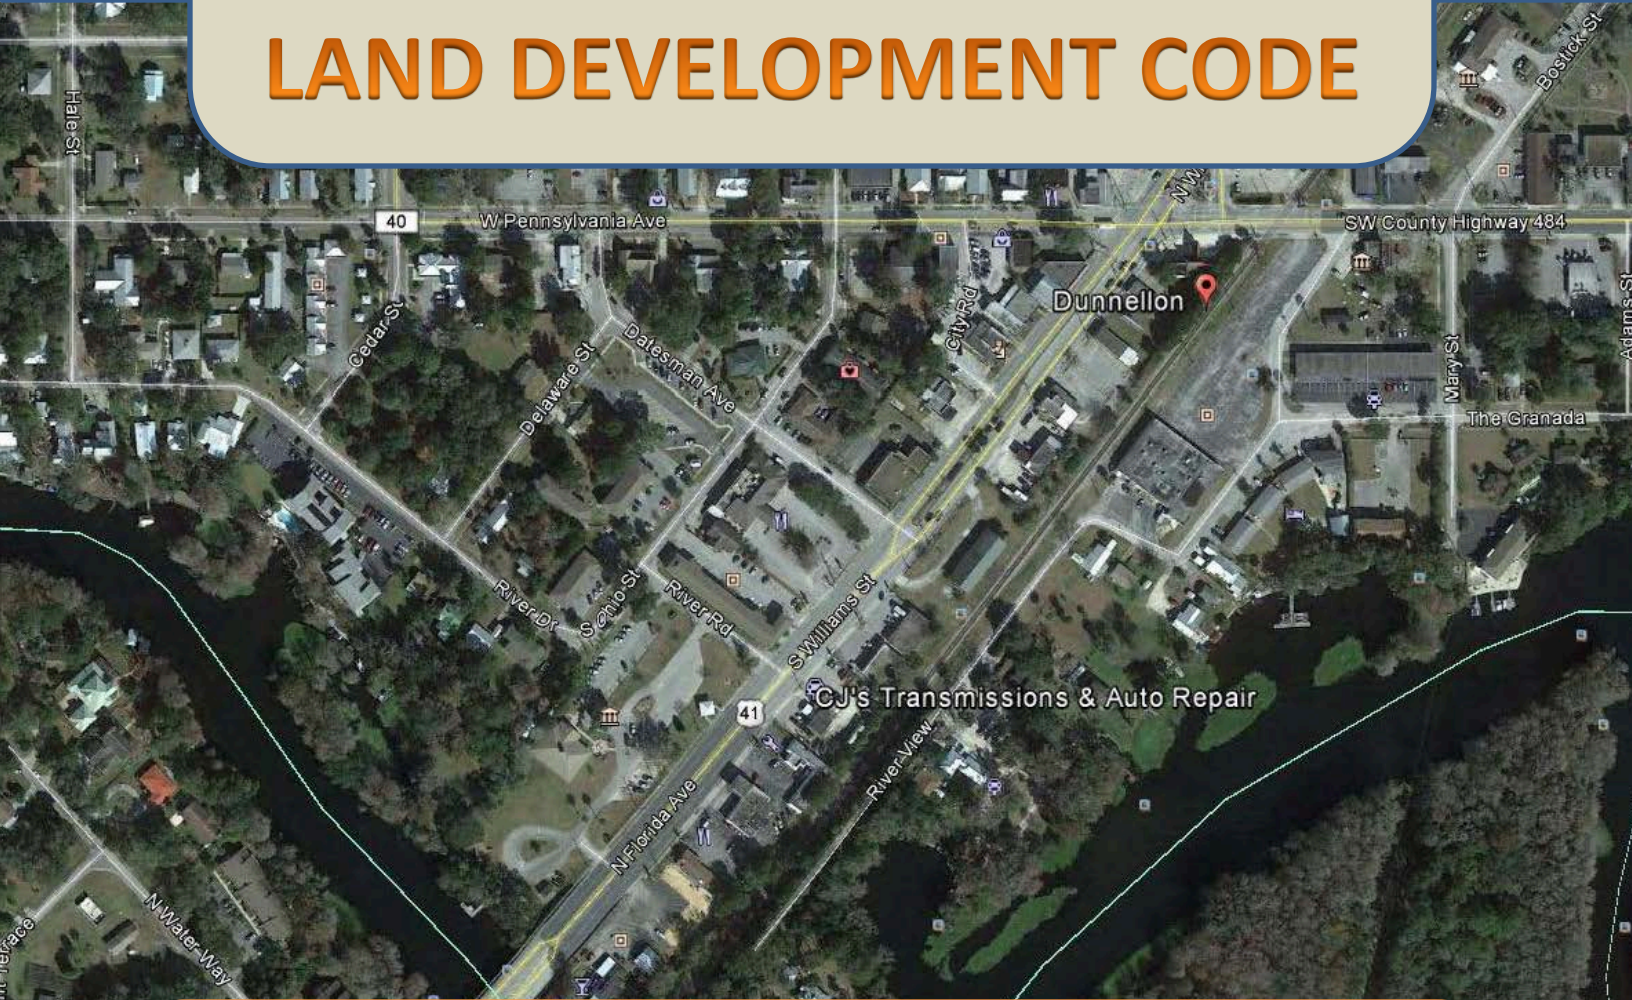 LAND DEVELOPMENT CODE
Bostick St
Hale St
N W
40
W Pennsylvania Ave
SW County Highway 484
Dunnellon
City Rd
Cedar St
Datesman Ave
Delaware St
Mary St
Adams St
The Granada
River Dr
S Ohio St
River Rd
S Williams St
CJ's Transmissions & Auto Repair
41
River View
N Florida Ave
N Water Way